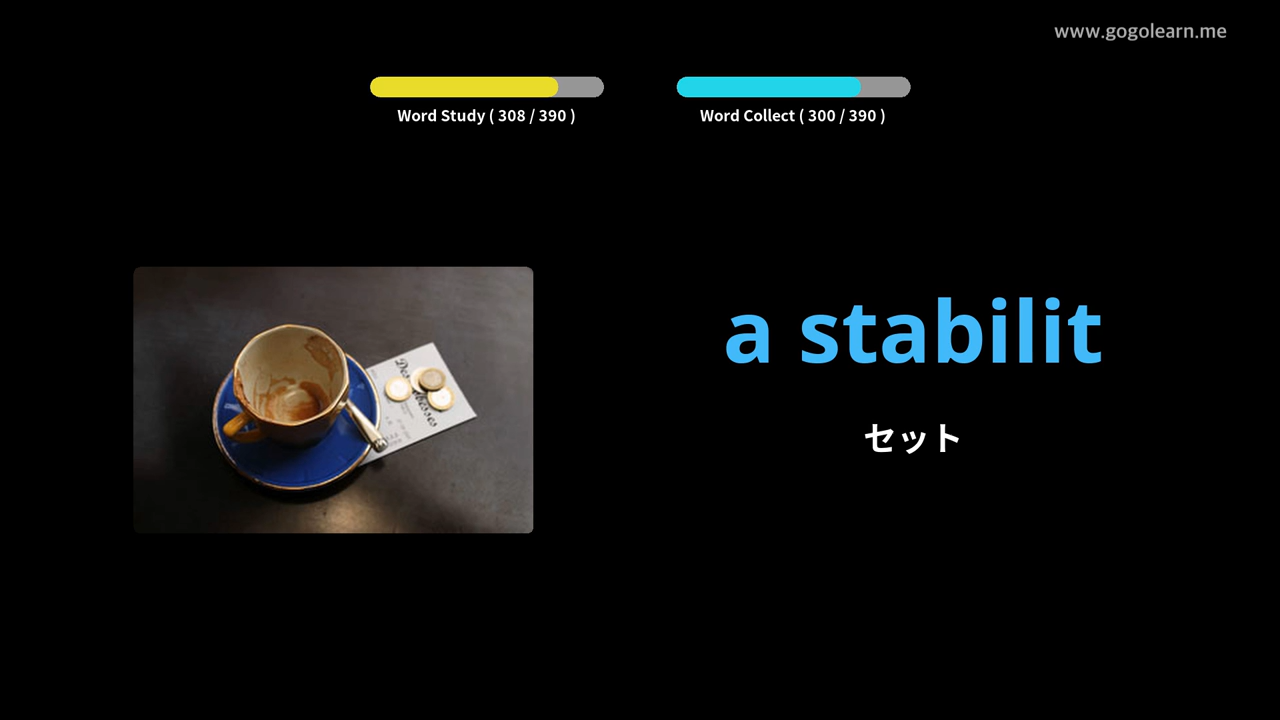 www.gogolearn.me
Word Study ( 308 / 390 )
Word Collect ( 300 / 390 )
a stabilit
セット